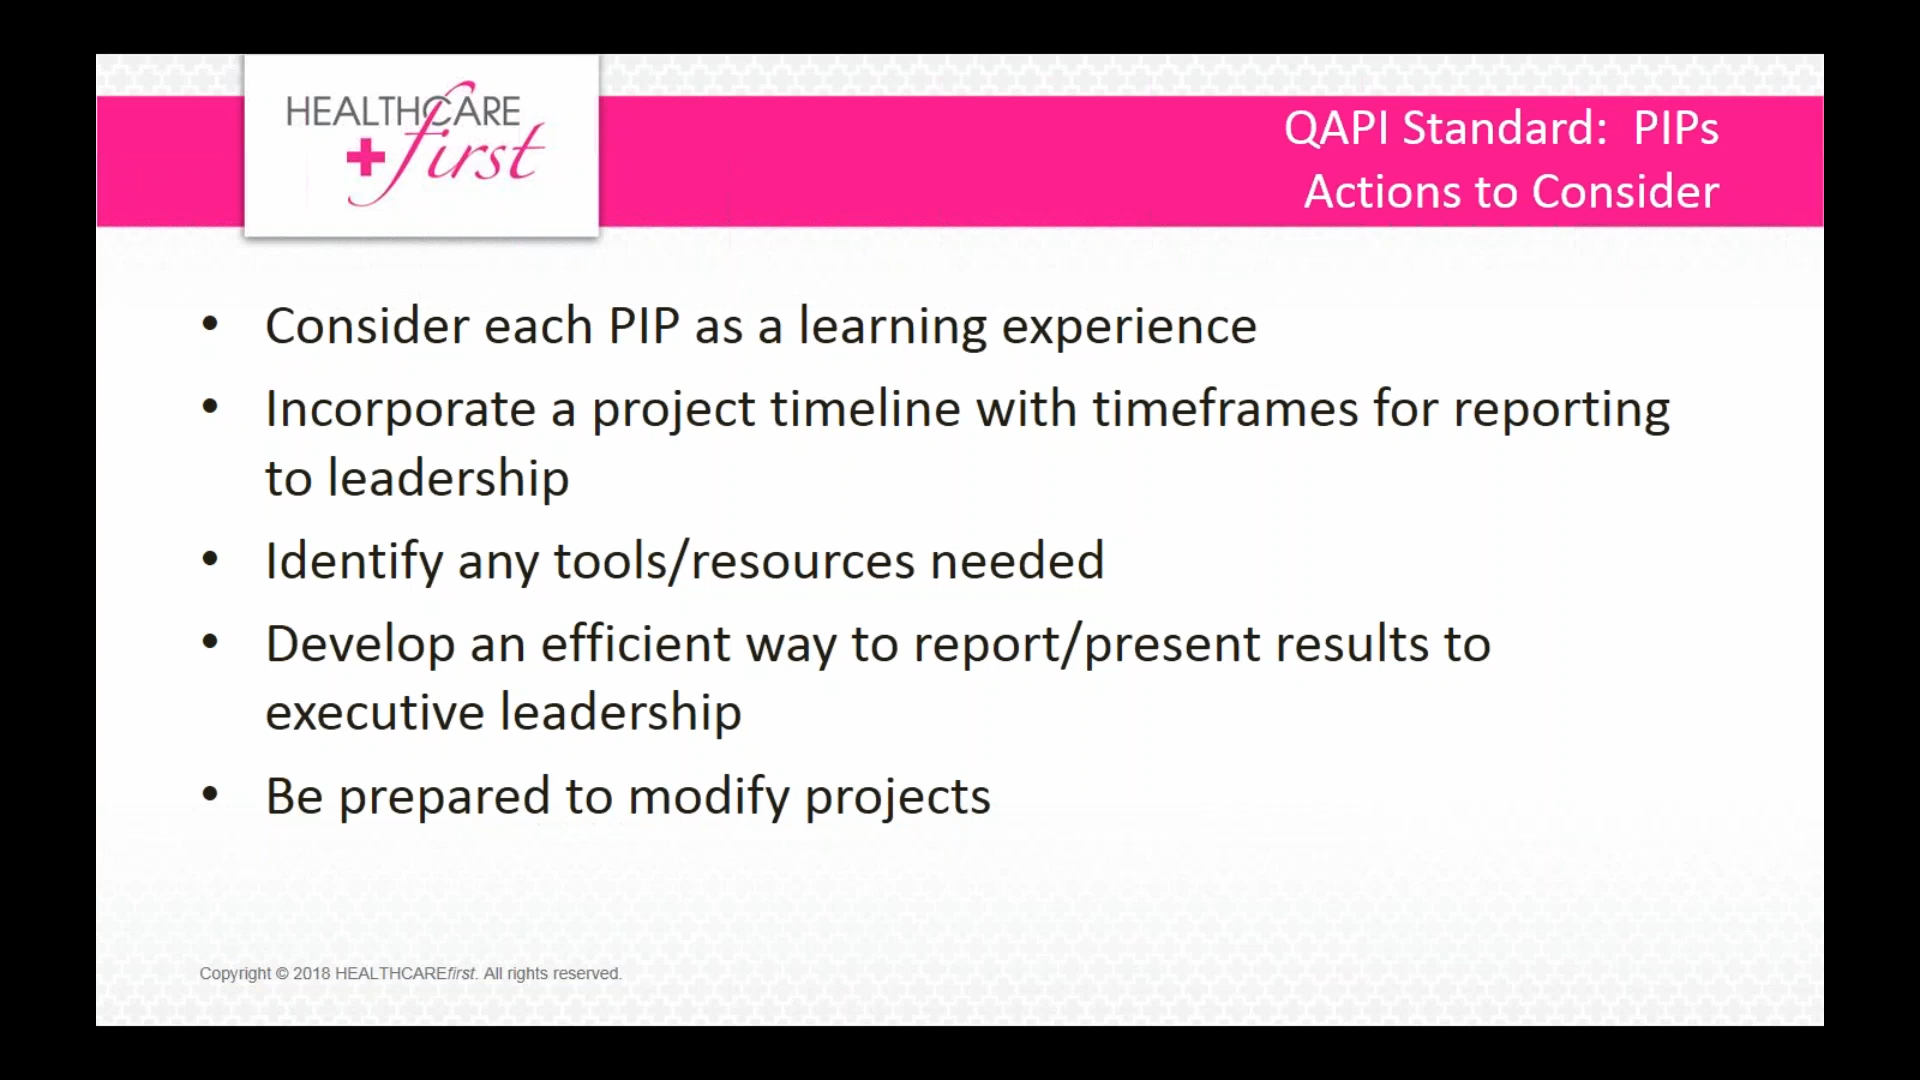 HEALTHCARE
first
QAPI Standard:  PIPs
Actions to Consider
• Consider each PIP as a learning experience
• Incorporate a project timeline with timeframes for reporting
to leadership
• Identify any tools/resources needed
• Develop an efficient way to report/present results to
executive leadership
• Be prepared to modify projects
Copyright © 2018 HEALTHCAREfirst. All rights reserved.